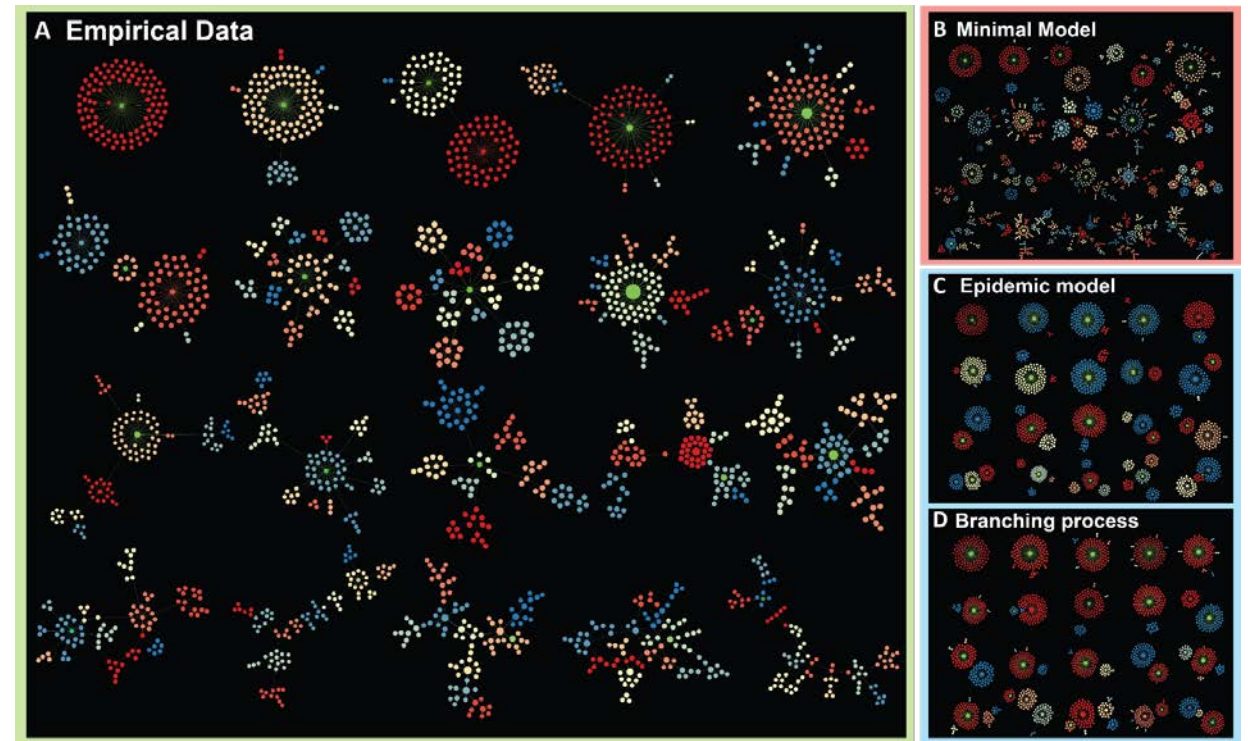 A Empirical Data
B Minimal Model
C Epidemic model
D Branching process